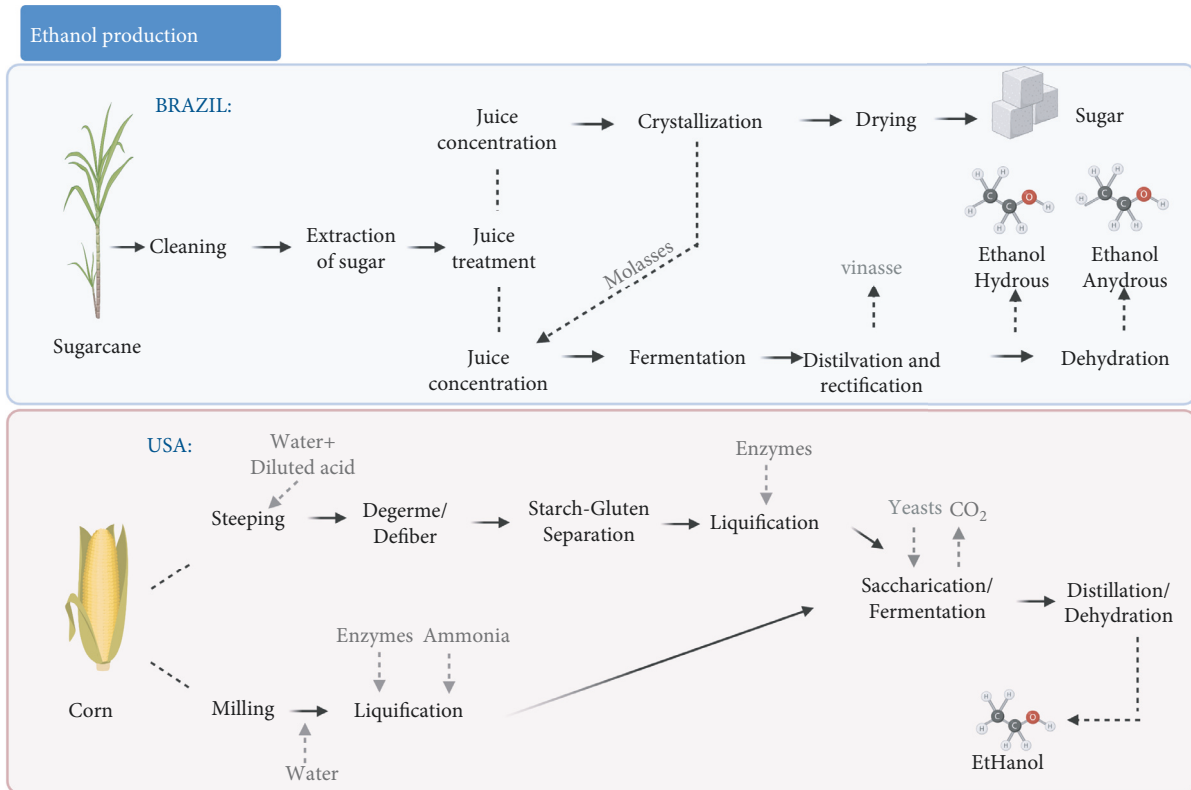 Ethanol production
BRAZIL:
Juice
concentration
Crystallization
Drying
Sugar
H H H H H C C O H
H H H H H C C O H
Cleaning
Extraction
of sugar
Juice
treatment
Molasses
vinasse
Ethanol
Hydrous
Ethanol
Anydrous
Sugarcane
Juice
concentration
Fermentation
Distilvation and
rectification
Dehydration
USA:
Water+
Diluted acid
Steeping
Degerme/
Defiber
Starch-Gluten
Separation
Enzymes
Liquification
Yeasts
CO2
Saccharication/
Fermentation
Distillation/
Dehydration
Corn
Milling
Water
Enzymes
Ammonia
Liquification
H H H H H C C O H
EtHanol